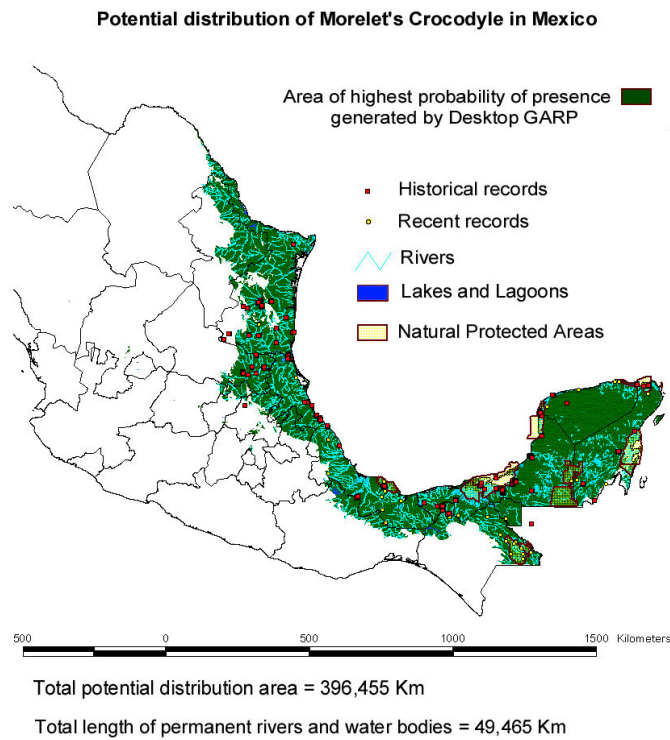 Potential distribution of Morelet's Crocodyle in Mexico
Area of highest probability of presence
generated by Desktop GARP
Historical records
Recent records
Rivers
Lakes and Lagoons
Natural Protected Areas
500 0 500 1000 1500 Kilometers
Total potential distribution area = 396,455 Km
Total length of permanent rivers and water bodies = 49,465 Km